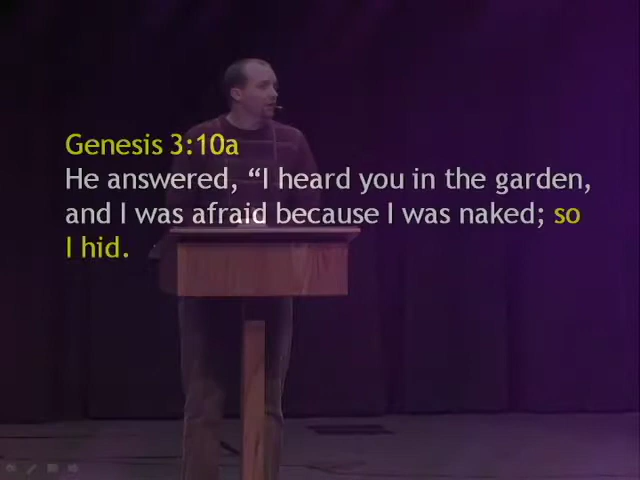 Genesis 3:10a
He answered, “I heard you in the garden,
and I was afraid because I was naked; so
I hid.